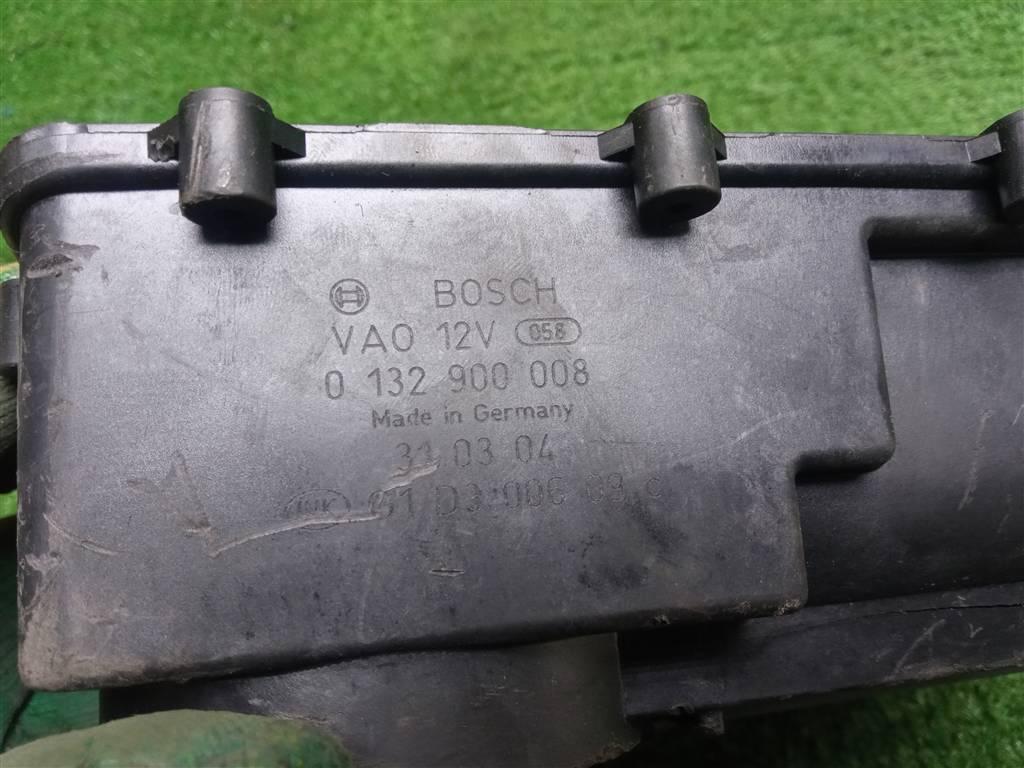 BOSCH
VAO 12V 058
0 132 900 008
Made in Germany
31 03 04